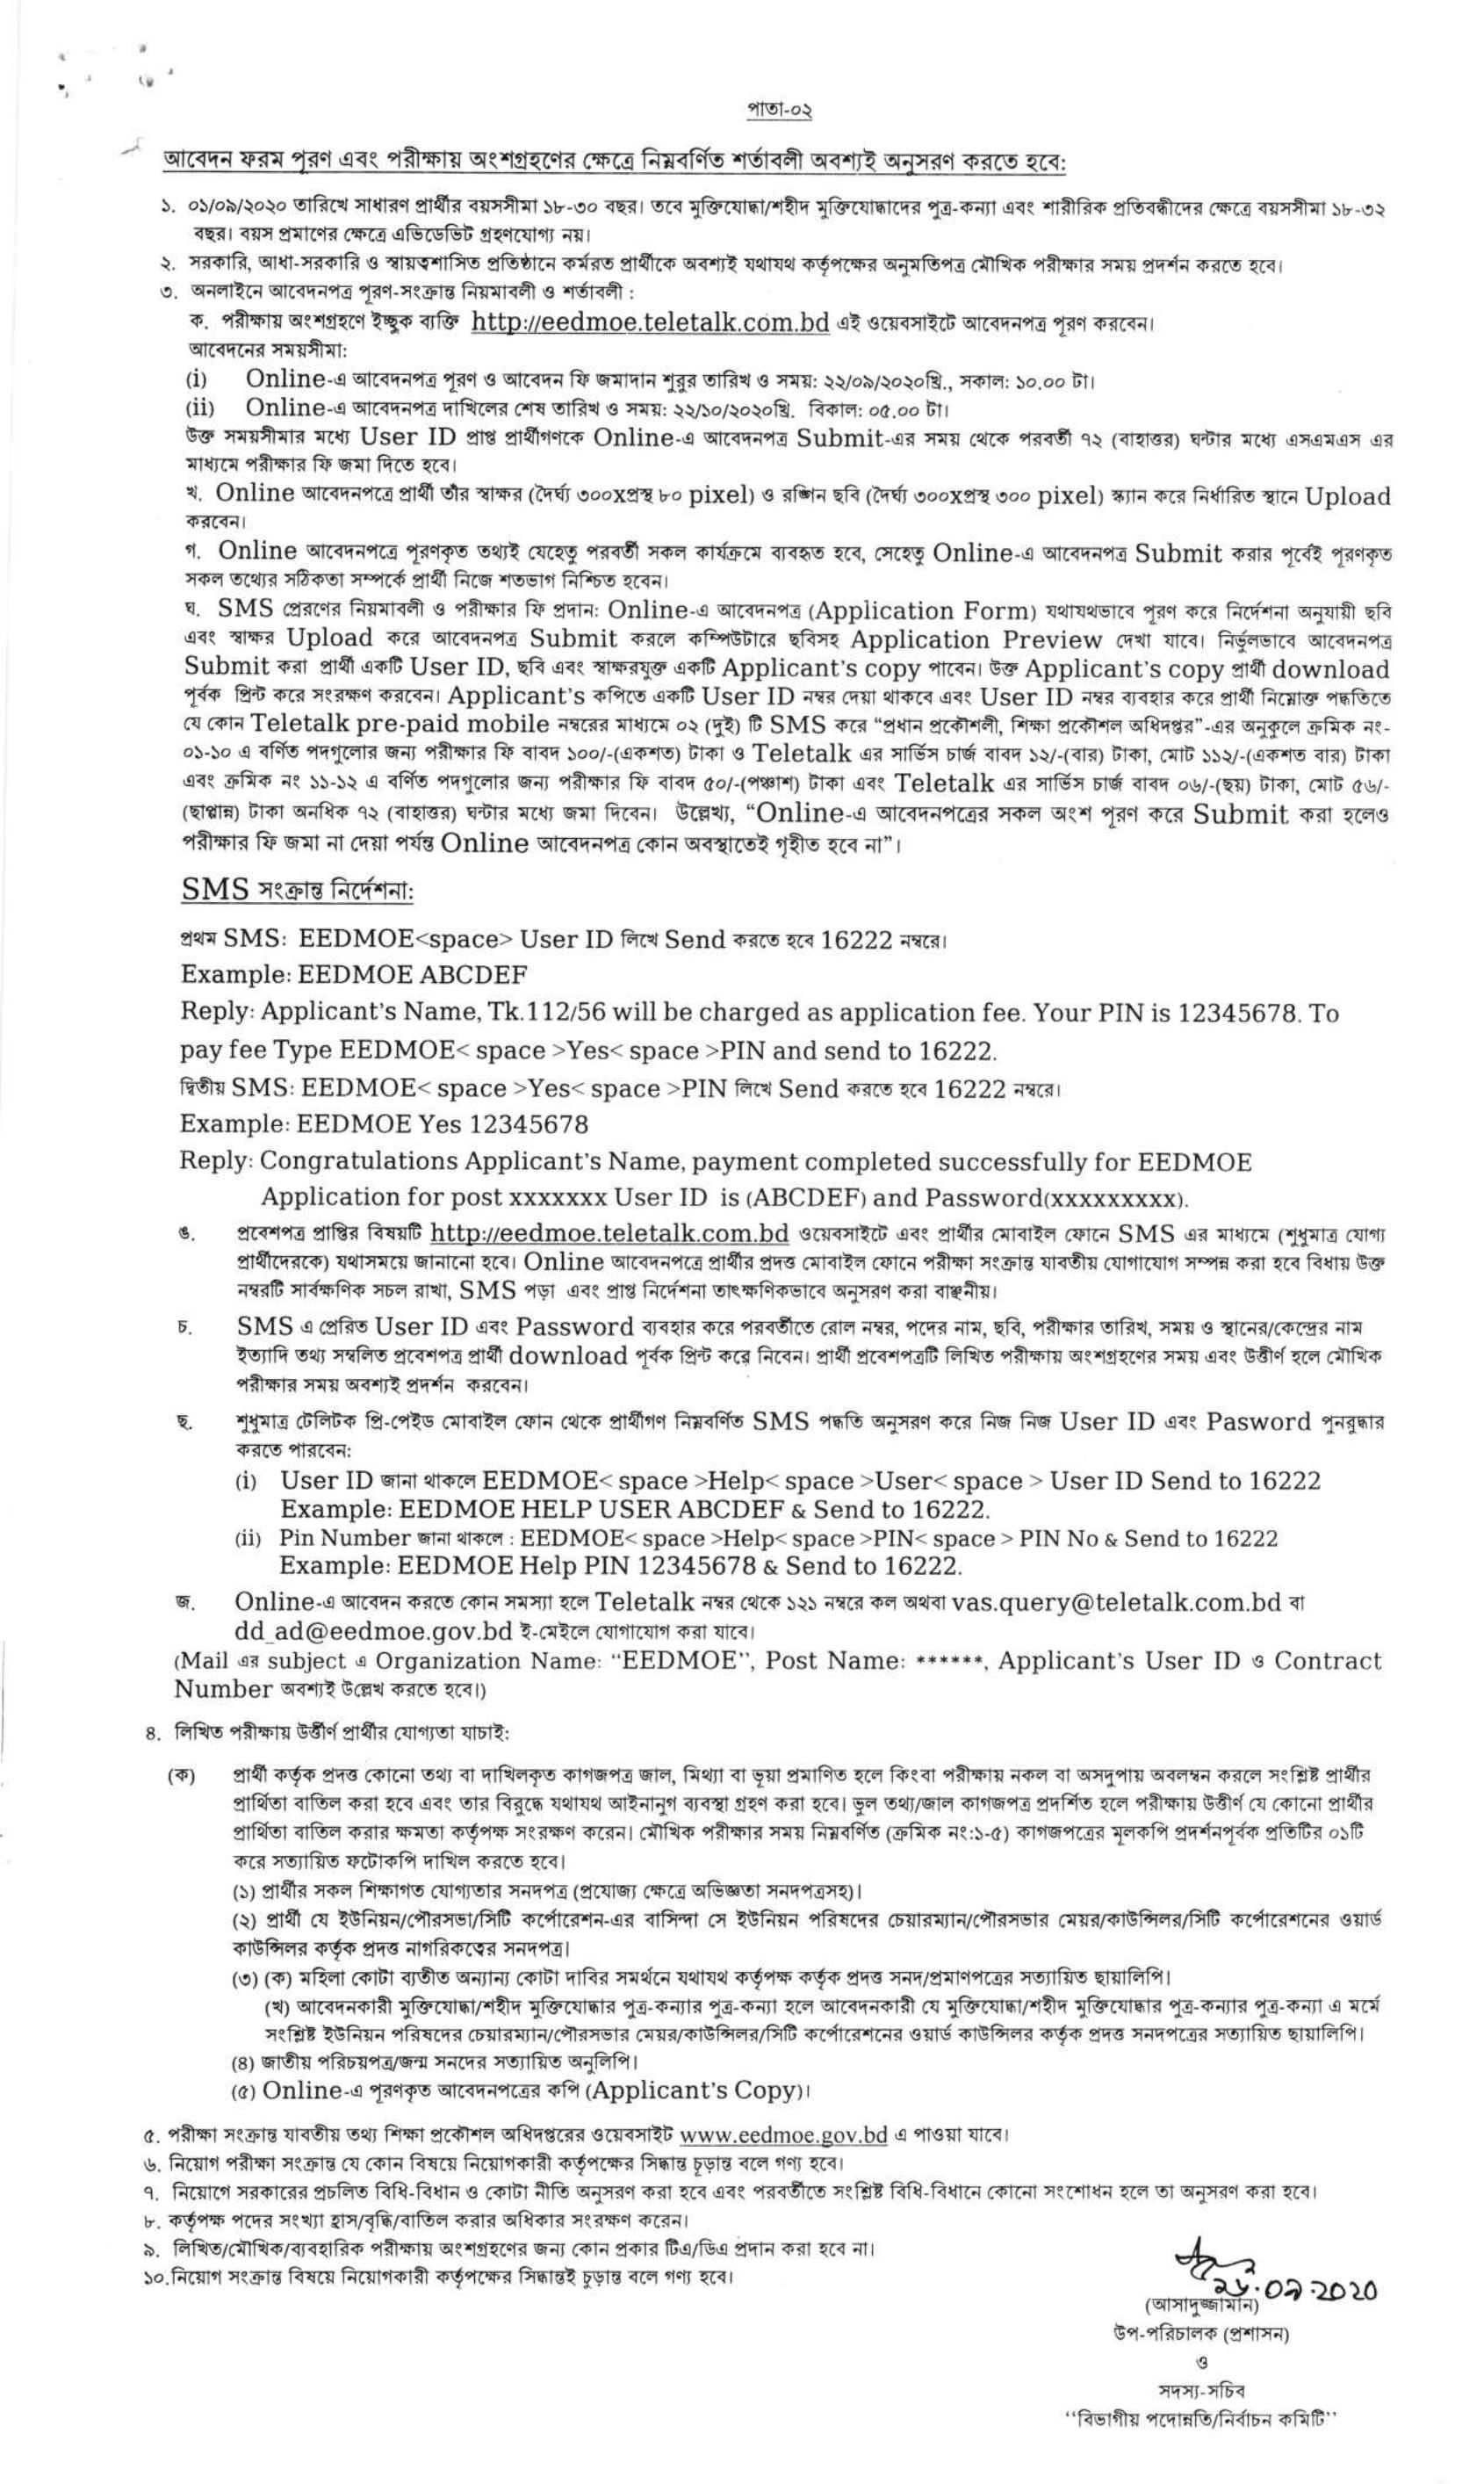 পাতা-০২
আবেদন ফরম পূরণ এবং পরীক্ষায় অংশগ্রহণের ক্ষেত্রে নিম্নবর্ণিত শর্তাবলী অবশ্যই অনুসরণ করতে হবে:
১. ০১/০৯/২০২০ তারিখে সাধারণ প্রার্থীর বয়সসীমা ১৮-৩০ বছর। তবে মুক্তিযোদ্ধা/শহীদ মুক্তিযোদ্ধাদের পুত্র-কন্যা এবং শারীরিক প্রতিবন্ধীদের ক্ষেত্রে বয়সসীমা ১৮-৩২
বছর। বয়স প্রমাণের ক্ষেত্রে এভিডেভিট গ্রহণযোগ্য নয়।
২. সরকারি, আধা-সরকারি ও স্বায়ত্বশাসিত প্রতিষ্ঠানে কর্মরত প্রার্থীকে অবশ্যই যথাযথ কর্তৃপক্ষের অনুমতিপত্র মৌখিক পরীক্ষার সময় প্রদর্শন করতে হবে।
৩. অনলাইনে আবেদনপত্র পূরণ-সংক্রান্ত নিয়মাবলী ও শর্তাবলী :
ক. পরীক্ষায় অংশগ্রহণে ইচ্ছুক ব্যক্তি http://eedmoe.teletalk.com.bd এই ওয়েবসাইটে আবেদনপত্র পূরণ করবেন।
আবেদনের সময়সীমা:
(i) Online-এ আবেদনপত্র পূরণ ও আবেদন ফি জমাদান শুরুর তারিখ ও সময়: ২২/০৯/২০২০খ্রি., সকাল: ১০.০০ টা।
(ii) Online-এ আবেদনপত্র দাখিলের শেষ তারিখ ও সময়: ২২/১০/২০২০খ্রি. বিকাল: ০৫.০০ টা।
উক্ত সময়সীমার মধ্যে User ID প্রাপ্ত প্রার্থীগণকে Online-এ আবেদনপত্র Submit-এর সময় থেকে পরবর্তী ৭২ (বাহাত্তর) ঘন্টার মধ্যে এসএমএস এর
মাধ্যমে পরীক্ষার ফি জমা দিতে হবে।
খ. Online আবেদনপত্রে প্রার্থী তাঁর স্বাক্ষর (দৈর্ঘ্য ৩০০xপ্রস্থ ৮০ pixel) ও রঙ্গিন ছবি (দৈর্ঘ্য ৩০০xপ্রস্থ ৩০০ pixel) স্ক্যান করে নির্ধারিত স্থানে Upload
করবেন।
গ. Online আবেদনপত্রে পূরণকৃত তথ্যই যেহেতু পরবর্তী সকল কার্যক্রমে ব্যবহৃত হবে, সেহেতু Online-এ আবেদনপত্র Submit করার পূর্বেই পূরণকৃত
সকল তথ্যের সঠিকতা সম্পর্কে প্রার্থী নিজে শতভাগ নিশ্চিত হবেন।
ঘ. SMS প্রেরণের নিয়মাবলী ও পরীক্ষার ফি প্রদান: Online-এ আবেদনপত্র (Application Form) যথাযথভাবে পূরণ করে নির্দেশনা অনুযায়ী ছবি
এবং স্বাক্ষর Upload করে আবেদনপত্র Submit করলে কম্পিউটারে ছবিসহ Application Preview দেখা যাবে। নির্ভুলভাবে আবেদনপত্র
Submit করা প্রার্থী একটি User ID, ছবি এবং স্বাক্ষরযুক্ত একটি Applicant's copy পাবেন। উক্ত Applicant's copy প্রার্থী download
পূর্বক প্রিন্ট করে সংরক্ষণ করবেন। Applicant's কপিতে একটি User ID নম্বর দেয়া থাকবে এবং User ID নম্বর ব্যবহার করে প্রার্থী নিম্নোক্ত পদ্ধতিতে
যে কোন Teletalk pre-paid mobile নম্বরের মাধ্যমে ০২ (দুই) টি SMS করে “প্রধান প্রকৌশলী, শিক্ষা প্রকৌশল অধিদপ্তর”-এর অনুকুলে ক্রমিক নং-
০১-১০ এ বর্ণিত পদগুলোর জন্য পরীক্ষার ফি বাবদ ১০০/-(একশত) টাকা ও Teletalk এর সার্ভিস চার্জ বাবদ ১২/-(বার) টাকা, মোট ১১২/-(একশত বার) টাকা
এবং ক্রমিক নং ১১-১২ এ বর্ণিত পদগুলোর জন্য পরীক্ষার ফি বাবদ ৫০/-(পঞ্চাশ) টাকা এবং Teletalk এর সার্ভিস চার্জ বাবদ ০৬/-(ছয়) টাকা, মোট ৫৬/-
(ছাপ্পান্ন) টাকা অনধিক ৭২ (বাহাত্তর) ঘন্টার মধ্যে জমা দিবেন। উল্লেখ্য, “Online-এ আবেদনপত্রের সকল অংশ পূরণ করে Submit করা হলেও
পরীক্ষার ফি জমা না দেয়া পর্যন্ত Online আবেদনপত্র কোন অবস্থাতেই গৃহীত হবে না”।
SMS সংক্রান্ত নির্দেশনা:
প্রথম SMS: EEDMOE<space> User ID লিখে Send করতে হবে 16222 নম্বরে।
Example: EEDMOE ABCDEF
Reply: Applicant's Name, Tk.112/56 will be charged as application fee. Your PIN is 12345678. To
pay fee Type EEDMOE< space >Yes< space >PIN and send to 16222.
দ্বিতীয় SMS: EEDMOE< space >Yes< space >PIN লিখে Send করতে হবে 16222 নম্বরে।
Example: EEDMOE Yes 12345678
Reply: Congratulations Applicant's Name, payment completed successfully for EEDMOE
Application for post xxxxxxx User ID is (ABCDEF) and Password(xxxxxxxxx).
ঙ. প্রবেশপত্র প্রাপ্তির বিষয়টি http://eedmoe.teletalk.com.bd ওয়েবসাইটে এবং প্রার্থীর মোবাইল ফোনে SMS এর মাধ্যমে (শুধুমাত্র যোগ্য
প্রার্থীদেরকে) যথাসময়ে জানানো হবে। Online আবেদনপত্রে প্রার্থীর প্রদত্ত মোবাইল ফোনে পরীক্ষা সংক্রান্ত যাবতীয় যোগাযোগ সম্পন্ন করা হবে বিধায় উক্ত
নম্বরটি সার্বক্ষণিক সচল রাখা, SMS পড়া এবং প্রাপ্ত নির্দেশনা তাৎক্ষণিকভাবে অনুসরণ করা বাঞ্ছনীয়।
চ. SMS এ প্রেরিত User ID এবং Password ব্যবহার করে পরবর্তীতে রোল নম্বর, পদের নাম, ছবি, পরীক্ষার তারিখ, সময় ও স্থানের/কেন্দ্রের নাম
ইত্যাদি তথ্য সম্বলিত প্রবেশপত্র প্রার্থী download পূর্বক প্রিন্ট করে নিবেন। প্রার্থী প্রবেশপত্রটি লিখিত পরীক্ষায় অংশগ্রহণের সময় এবং উত্তীর্ণ হলে মৌখিক
পরীক্ষার সময় অবশ্যই প্রদর্শন করবেন।
ছ. শুধুমাত্র টেলিটক প্রি-পেইড মোবাইল ফোন থেকে প্রার্থীগণ নিম্নবর্ণিত SMS পদ্ধতি অনুসরণ করে নিজ নিজ User ID এবং Pasword পুনরুদ্ধার
করতে পারবেন:
(i) User ID জানা থাকলে EEDMOE< space >Help< space >User< space > User ID Send to 16222
Example: EEDMOE HELP USER ABCDEF & Send to 16222.
(ii) Pin Number জানা থাকলে : EEDMOE< space >Help< space >PIN< space > PIN No & Send to 16222
Example: EEDMOE Help PIN 12345678 & Send to 16222.
জ. Online-এ আবেদন করতে কোন সমস্যা হলে Teletalk নম্বর থেকে ১২১ নম্বরে কল অথবা vas.query@teletalk.com.bd বা
dd_ad@eedmoe.gov.bd ই-মেইলে যোগাযোগ করা যাবে।
(Mail এর subject এ Organization Name: “EEDMOE”, Post Name: ******, Applicant's User ID ও Contract
Number অবশ্যই উল্লেখ করতে হবে।)
৪. লিখিত পরীক্ষায় উর্ত্তীর্ণ প্রার্থীর যোগ্যতা যাচাই:
(ক) প্রার্থী কর্তৃক প্রদত্ত কোনো তথ্য বা দাখিলকৃত কাগজপত্র জাল, মিথ্যা বা ভূয়া প্রমাণিত হলে কিংবা পরীক্ষায় নকল বা অসদুপায় অবলম্বন করলে সংশ্লিষ্ট প্রার্থীর
প্রার্থিতা বাতিল করা হবে এবং তার বিরুদ্ধে যথাযথ আইনানুগ ব্যবস্থা গ্রহণ করা হবে। ভুল তথ্য/জাল কাগজপত্র প্রদর্শিত হলে পরীক্ষায় উত্তীর্ণ যে কোনো প্রার্থীর
প্রার্থিতা বাতিল করার ক্ষমতা কর্তৃপক্ষ সংরক্ষণ করেন। মৌখিক পরীক্ষার সময় নিম্নবর্ণিত (ক্রমিক নং:১-৫) কাগজপত্রের মূলকপি প্রদর্শনপূর্বক প্রতিটির ০১টি
করে সত্যায়িত ফটোকপি দাখিল করতে হবে।
(১) প্রার্থীর সকল শিক্ষাগত যোগ্যতার সনদপত্র (প্রযোজ্য ক্ষেত্রে অভিজ্ঞতা সনদপত্রসহ)।
(২) প্রার্থী যে ইউনিয়ন/পৌরসভা/সিটি কর্পোরেশন-এর বাসিন্দা সে ইউনিয়ন পরিষদের চেয়ারম্যান/পৌরসভার মেয়র/কাউন্সিলর/সিটি কর্পোরেশনের ওয়ার্ড
কাউন্সিলর কর্তৃক প্রদত্ত নাগরিকত্বের সনদপত্র।
(৩) (ক) মহিলা কোটা ব্যতীত অন্যান্য কোটা দাবির সমর্থনে যথাযথ কর্তৃপক্ষ কর্তৃক প্রদত্ত সনদ/প্রমাণপত্রের সত্যায়িত ছায়ালিপি।
(খ) আবেদনকারী মুক্তিযোদ্ধা/শহীদ মুক্তিযোদ্ধার পুত্র-কন্যার পুত্র-কন্যা হলে আবেদনকারী যে মুক্তিযোদ্ধা/শহীদ মুক্তিযোদ্ধার পুত্র-কন্যার পুত্র-কন্যা এ মর্মে
সংশ্লিষ্ট ইউনিয়ন পরিষদের চেয়ারম্যান/পৌরসভার মেয়র/কাউন্সিলর/সিটি কর্পোরেশনের ওয়ার্ড কাউন্সিলর কর্তৃক প্রদত্ত সনদপত্রের সত্যায়িত ছায়ালিপি।
(৪) জাতীয় পরিচয়পত্র/জন্ম সনদের সত্যায়িত অনুলিপি।
(৫) Online-এ পূরণকৃত আবেদনপত্রের কপি (Applicant's Copy)।
৫. পরীক্ষা সংক্রান্ত যাবতীয় তথ্য শিক্ষা প্রকৌশল অধিদপ্তরের ওয়েবসাইট www.eedmoe.gov.bd এ পাওয়া যাবে।
৬. নিয়োগ পরীক্ষা সংক্রান্ত যে কোন বিষয়ে নিয়োগকারী কর্তৃপক্ষের সিদ্ধান্ত চূড়ান্ত বলে গণ্য হবে।
৭. নিয়োগে সরকারের প্রচলিত বিধি-বিধান ও কোটা নীতি অনুসরণ করা হবে এবং পরবর্তীতে সংশ্লিষ্ট বিধি-বিধানে কোনো সংশোধন হলে তা অনুসরণ করা হবে।
৮. কর্তৃপক্ষ পদের সংখ্যা হ্রাস/বৃদ্ধি/বাতিল করার অধিকার সংরক্ষণ করেন।
৯. লিখিত/মৌখিক/ব্যবহারিক পরীক্ষায় অংশগ্রহণের জন্য কোন প্রকার টিএ/ডিএ প্রদান করা হবে না।
১০.নিয়োগ সংক্রান্ত বিষয়ে নিয়োগকারী কর্তৃপক্ষের সিদ্ধান্তই চুড়ান্ত বলে গণ্য হবে।
(আসাদুজ্জামান)
উপ-পরিচালক (প্রশাসন)
ও
সদস্য-সচিব
“বিভাগীয় পদোন্নতি/নির্বাচন কমিটি”